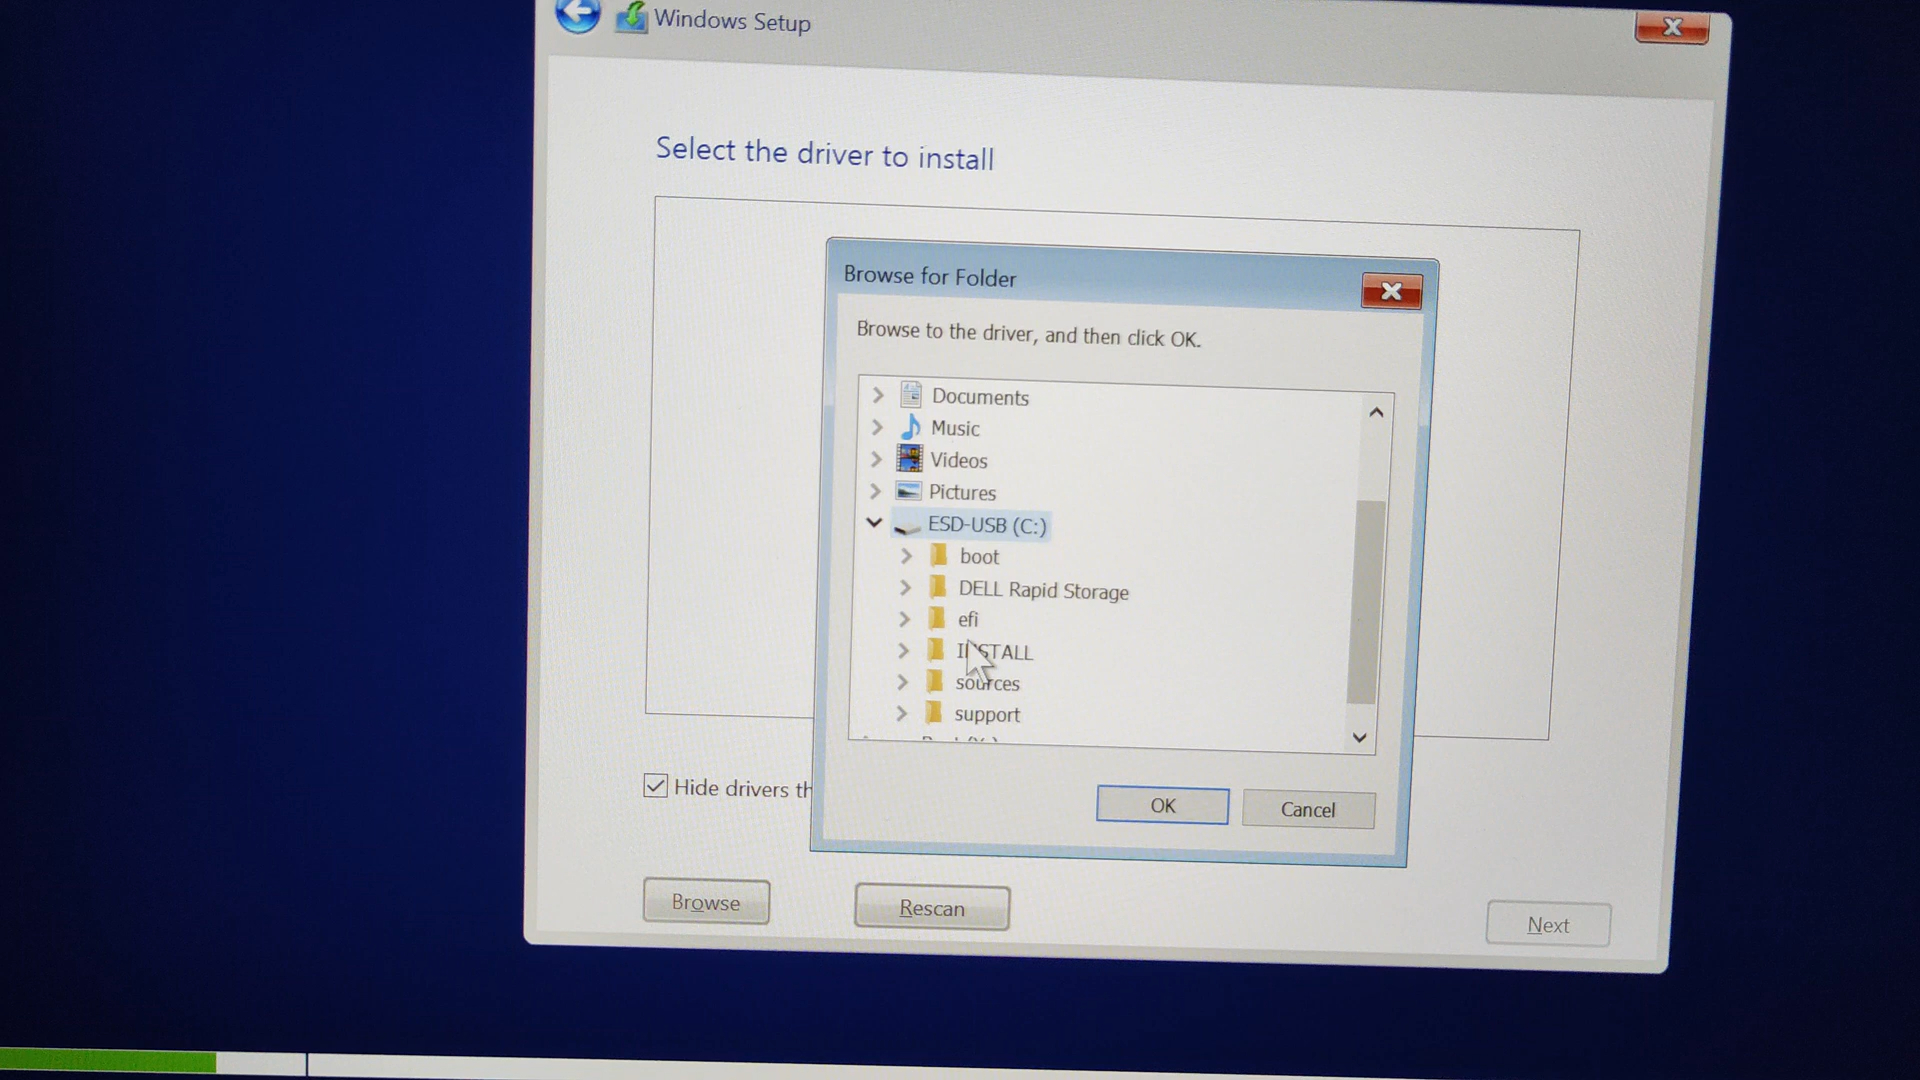 Windows Setup
Select the driver to install
Browse for Folder
Browse to the driver, and then click OK.
Documents
Music
Videos
Pictures
ESD-USB (C:)
boot
DELL Rapid Storage
efi
INSTALL
sources
support
Hide drivers th
OK
Cancel
Browse
Rescan
Next